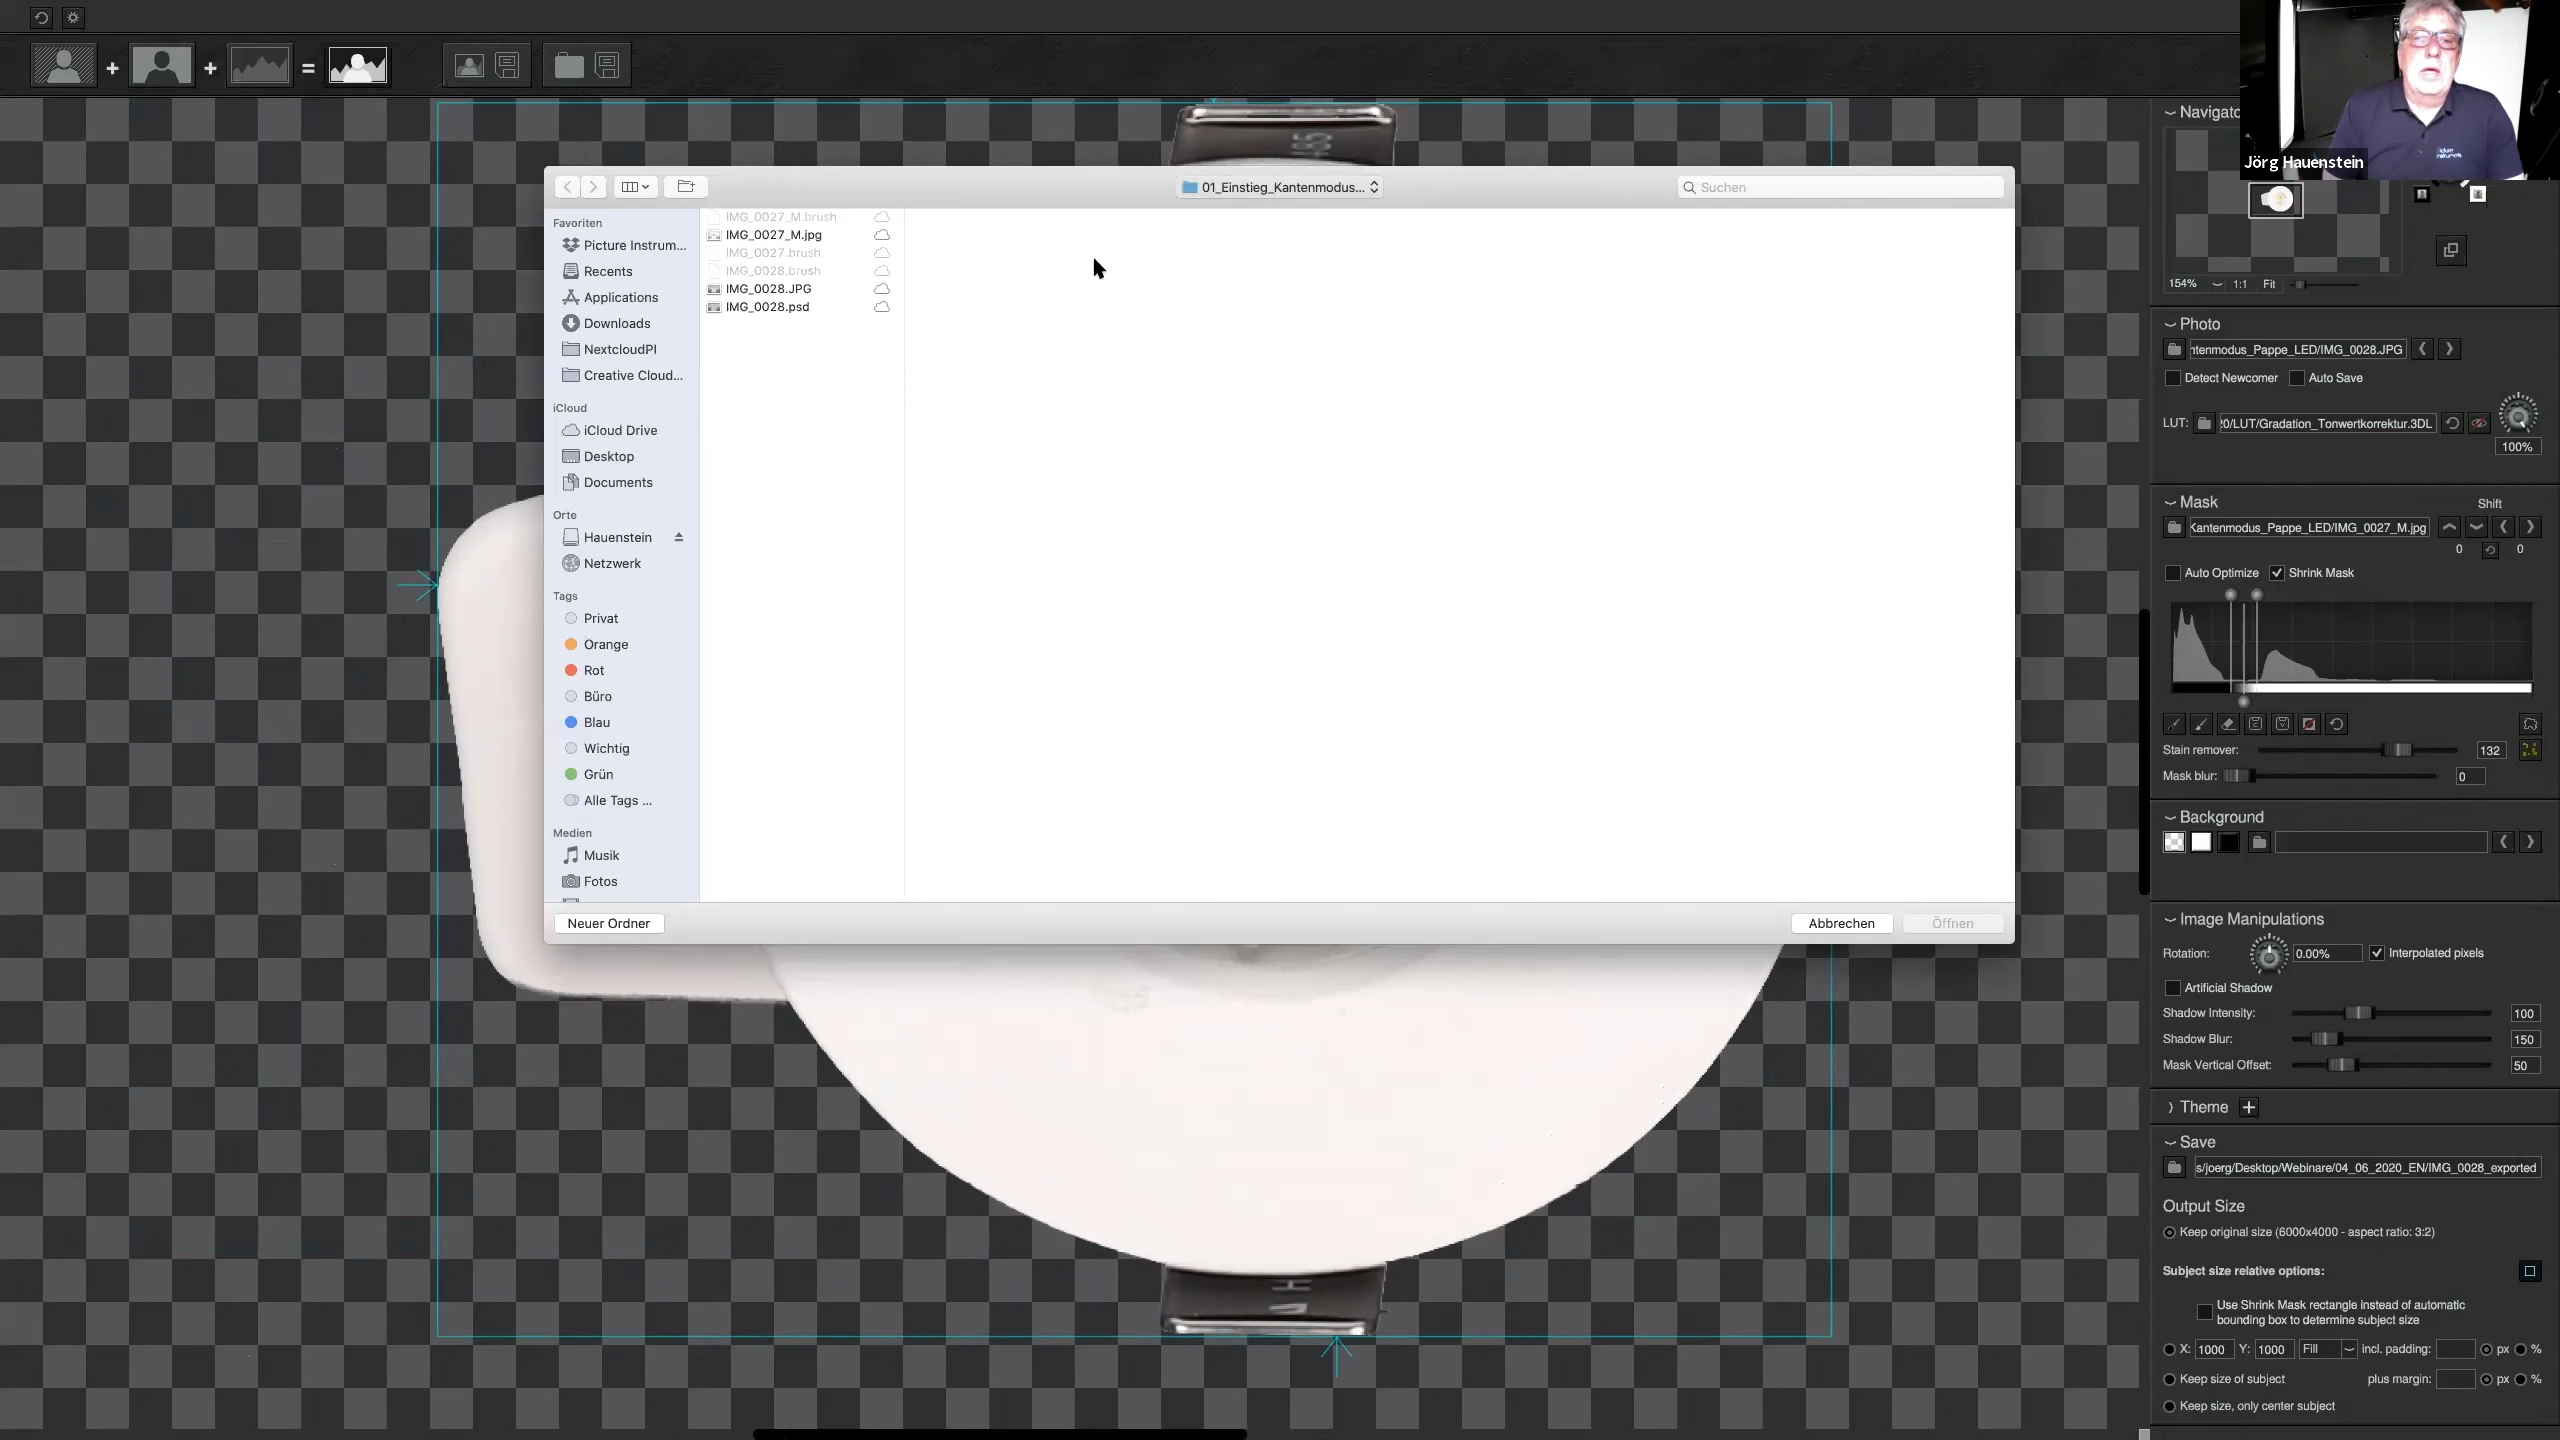 Jörg Hauenstein
01_Einstieg_Kantenmodus...
Suchen
Favoriten
Picture Instrum...
Recents
Applications
Downloads
NextcloudPI
Creative Cloud...
iCloud
iCloud Drive
Desktop
Documents
Orte
Hauenstein
Netzwerk
Tags
Privat
Orange
Rot
Büro
Blau
Wichtig
Grün
Alle Tags ...
Medien
Musik
Fotos
IMG_0027_M.brush
IMG_0027_M.jpg
IMG_0027.brush
IMG_0028.brush
IMG_0028.JPG
IMG_0028.psd
Neuer Ordner
Abbrechen
Öffnen
Navigato
154%
1:1
Fit
Photo
ntenmodus_Pappe_LED/IMG_0028.JPG
Detect Newcomer
Auto Save
LUT:
20/LUT/Gradation_Tonwertkorrektur.3DL
100%
Mask
Shift
Kantenmodus_Pappe_LED/IMG_0027_M.jpg
0
0
Auto Optimize
Shrink Mask
Stain remover:
132
Mask blur:
0
Background
Image Manipulations
Rotation:
0.00%
Interpolated pixels
Artificial Shadow
Shadow Intensity:
100
Shadow Blur:
150
Mask Vertical Offset:
50
Theme
Save
s/joerg/Desktop/Webinare/04_06_2020_EN/IMG_0028_exported
Output Size
Keep original size (6000x4000 - aspect ratio: 3:2)
Subject size relative options:
Use Shrink Mask rectangle instead of automatic
bounding box to determine subject size
X: 1000 Y: 1000 Fill incl. padding: px %
Keep size of subject plus margin: px %
Keep size, only center subject